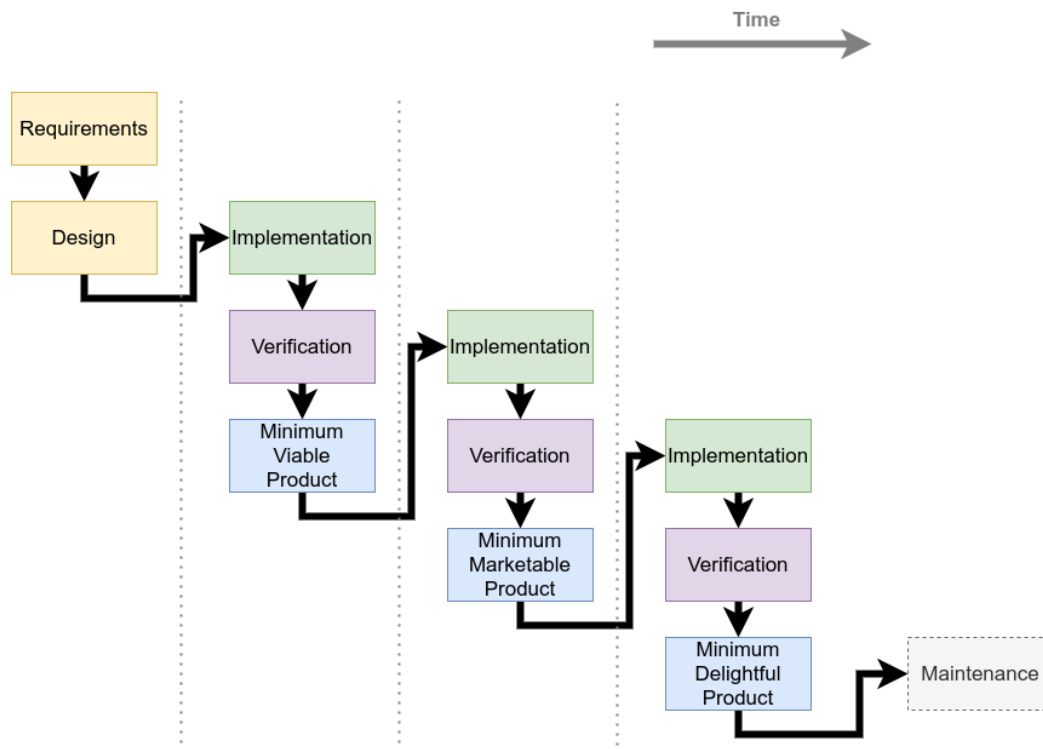 Time
Requirements
Design
Implementation
Verification
Minimum
Viable
Product
Implementation
Verification
Minimum
Marketable
Product
Implementation
Verification
Minimum
Delightful
Product
Maintenance